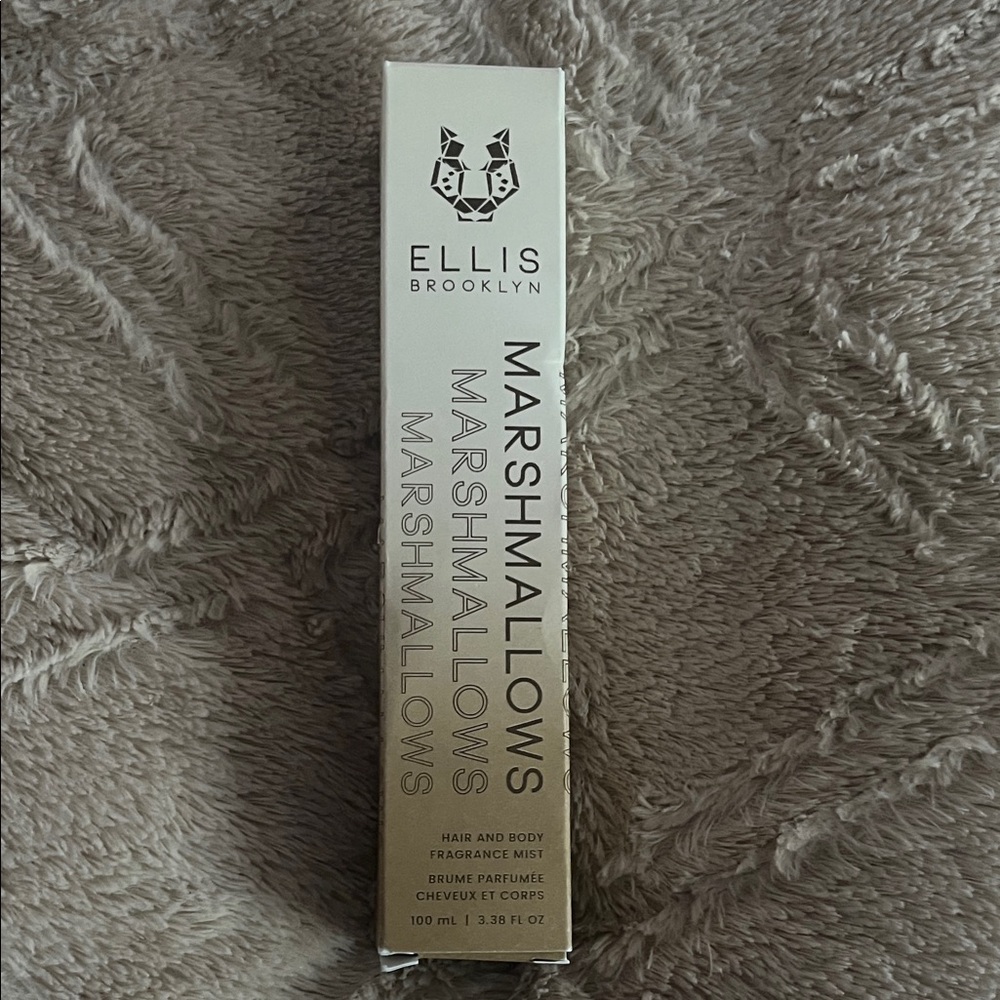 ELLIS
BROOKLYN
MARSHMALLOWS
MARSHMALLOWS
MARSHMALLOWS
MARSHMALLOWS
HAIR AND BODY
FRAGRANCE MIST
BRUME PARFUMÉE
CHEVEUX ET CORPS
100 mL | 3.38 FL OZ